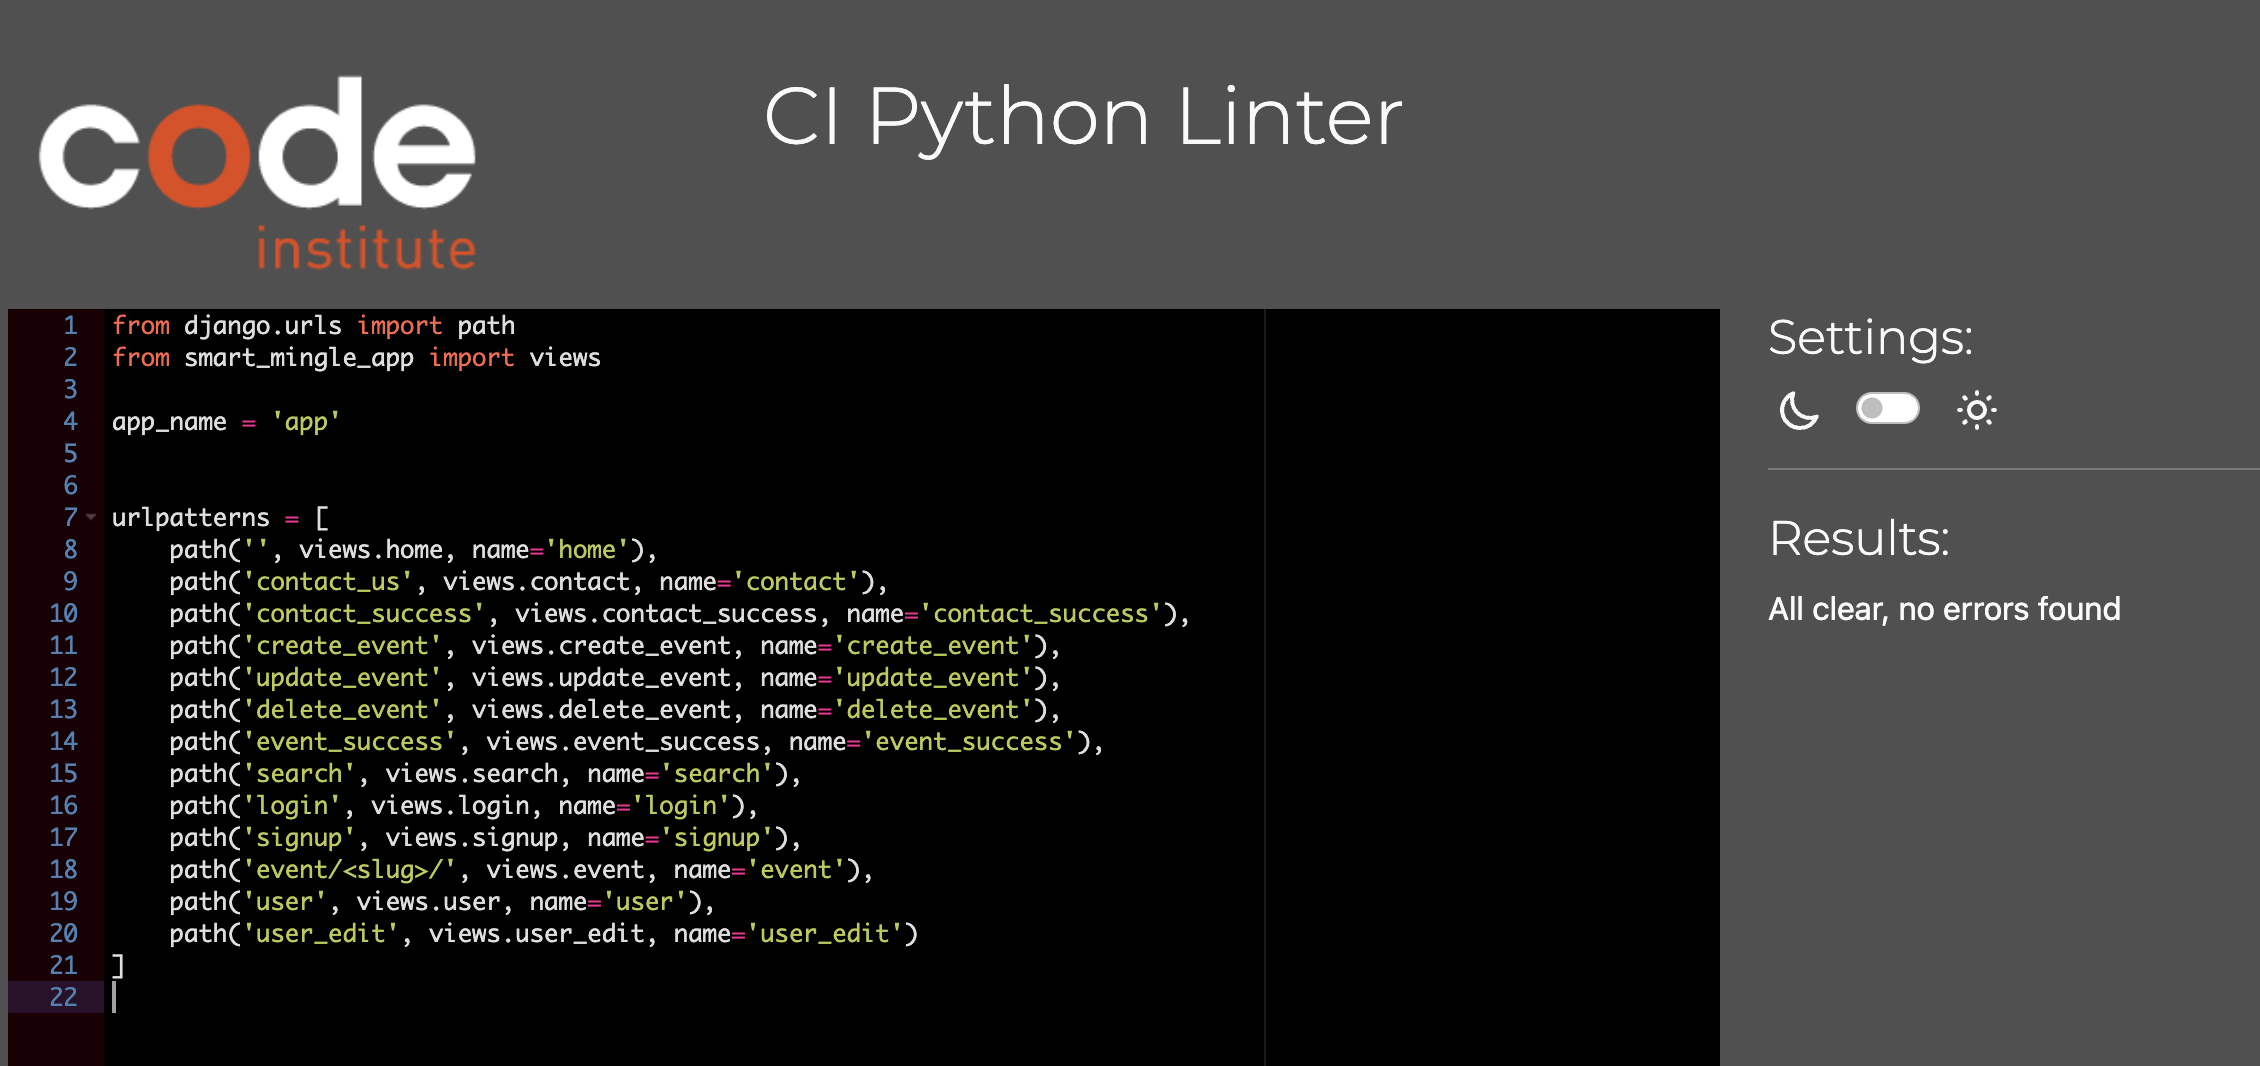 code
institute
CI Python Linter
1 from django.urls import path
2 from smart_mingle_app import views
3
4 app_name = 'app'
5
6
7 urlpatterns = [
8     path('', views.home, name='home'),
9     path('contact_us', views.contact, name='contact'),
10     path('contact_success', views.contact_success, name='contact_success'),
11     path('create_event', views.create_event, name='create_event'),
12     path('update_event', views.update_event, name='update_event'),
13     path('delete_event', views.delete_event, name='delete_event'),
14     path('event_success', views.event_success, name='event_success'),
15     path('search', views.search, name='search'),
16     path('login', views.login, name='login'),
17     path('signup', views.signup, name='signup'),
18     path('event/<slug>/', views.event, name='event'),
19     path('user', views.user, name='user'),
20     path('user_edit', views.user_edit, name='user_edit')
21 ]
22
Settings:
Results:
All clear, no errors found